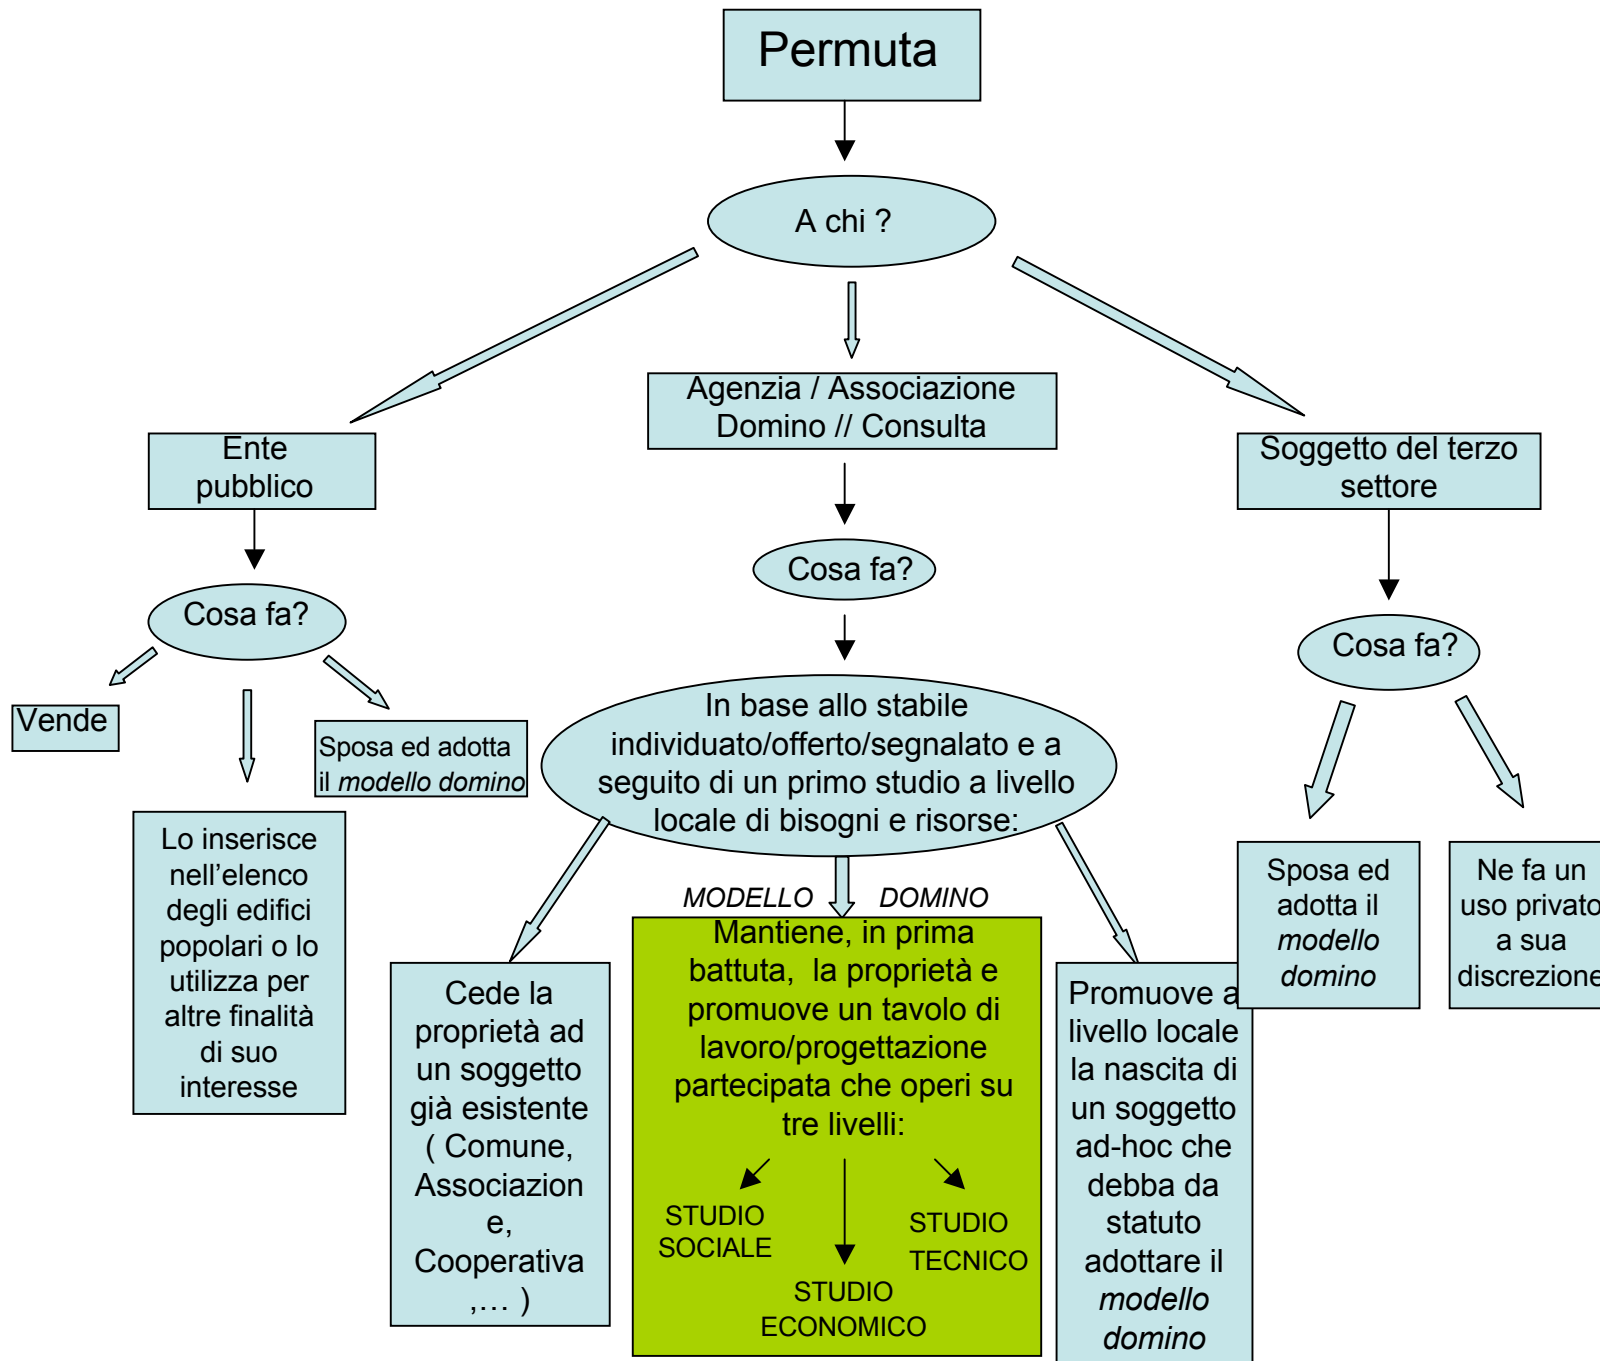 Permuta
A chi ?
Agenzia / Associazione
Domino // Consulta
Ente
pubblico
Soggetto del terzo
settore
Cosa fa?
Cosa fa?
Cosa fa?
Vende
Sposa ed adotta
il modello domino
Lo inserisce
nell’elenco
degli edifici
popolari o lo
utilizza per
altre finalità
di suo
interesse
In base allo stabile
individuato/offerto/segnalato e a
seguito di un primo studio a livello
locale di bisogni e risorse:
Sposa ed
adotta il
modello
domino
Ne fa un
uso privato
a sua
discrezione
MODELLO DOMINO
Cede la
proprietà ad
un soggetto
già esistente
( Comune,
Associazion
e,
Cooperativa
,… )
Mantiene, in prima
battuta, la proprietà e
promuove un tavolo di
lavoro/progettazione
partecipata che operi su
tre livelli:
STUDIO
SOCIALE
STUDIO
ECONOMICO
STUDIO
TECNICO
Promuove a
livello locale
la nascita di
un soggetto
ad-hoc che
debba da
statuto
adottare il
modello
domino